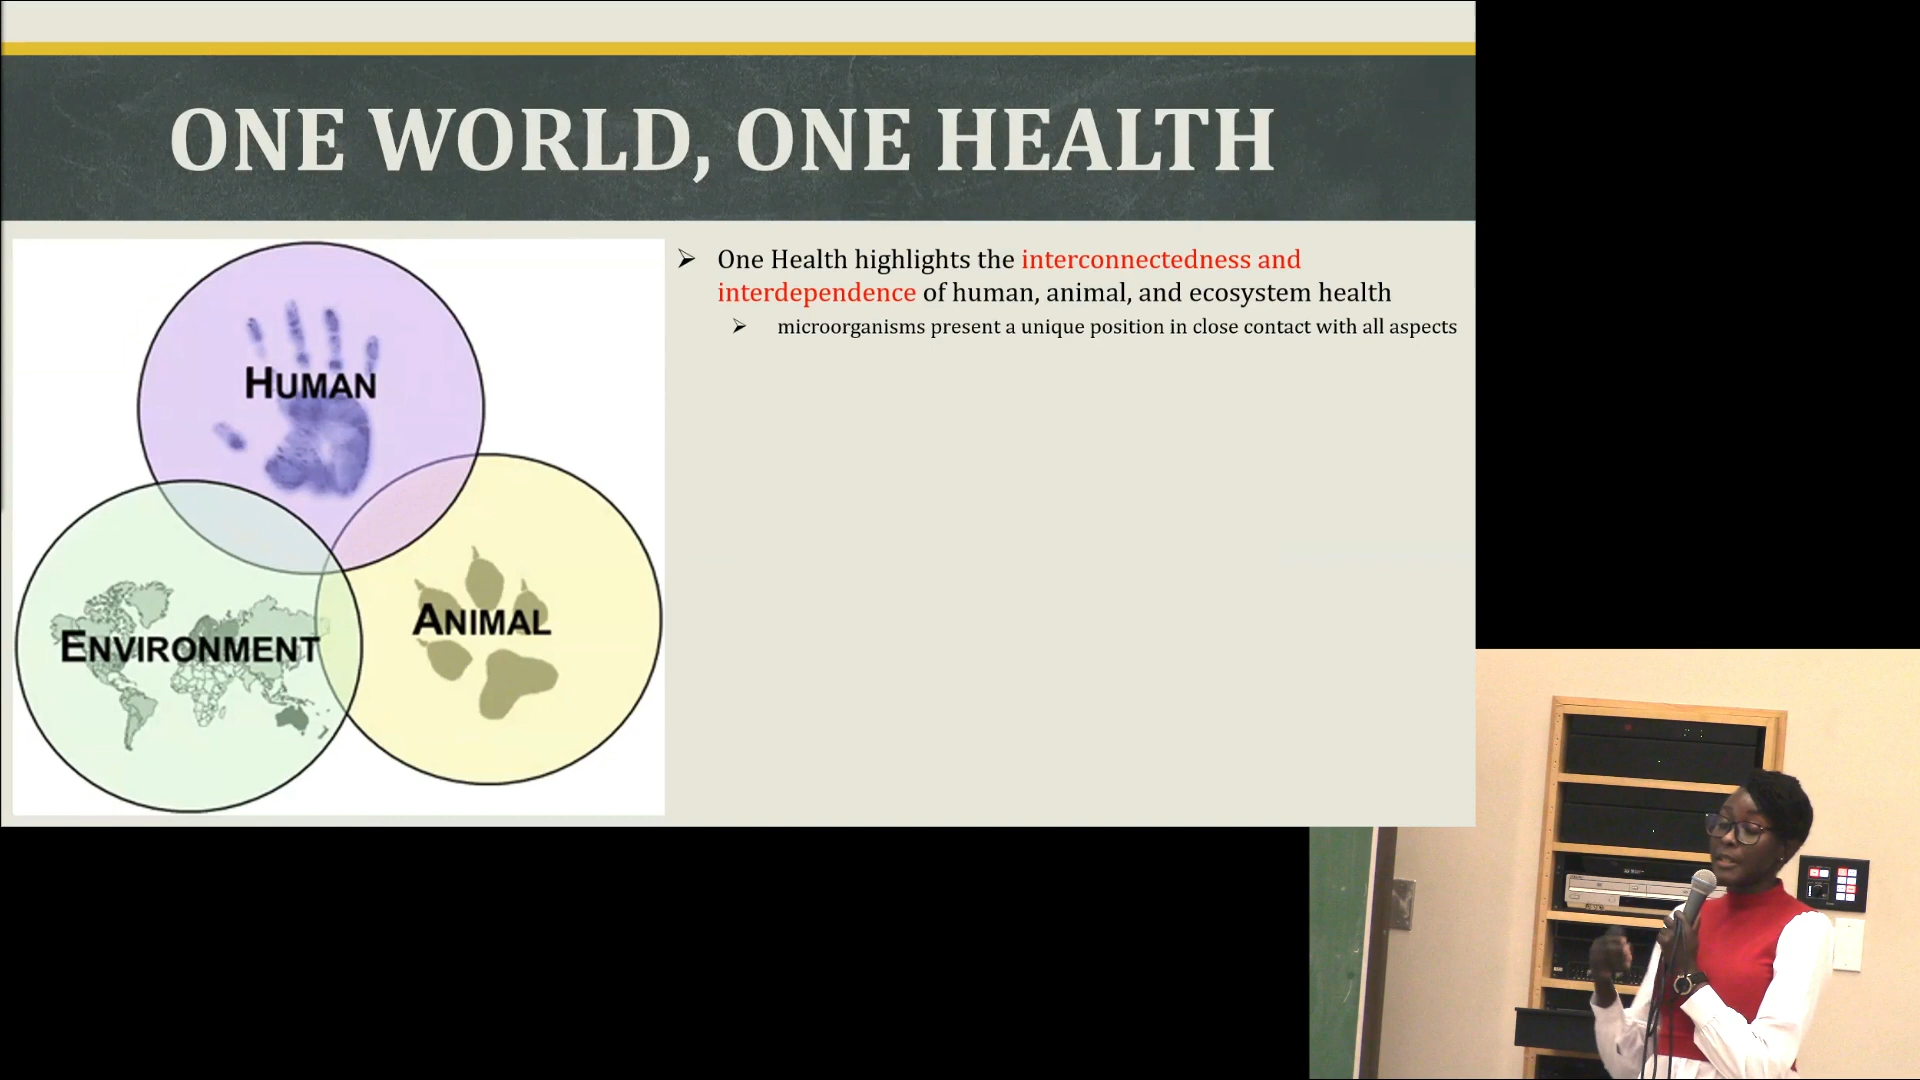 ONE WORLD, ONE HEALTH
HUMAN
ENVIRONMENT
ANIMAL
One Health highlights the interconnectedness and
interdependence of human, animal, and ecosystem health
microorganisms present a unique position in close contact with all aspects